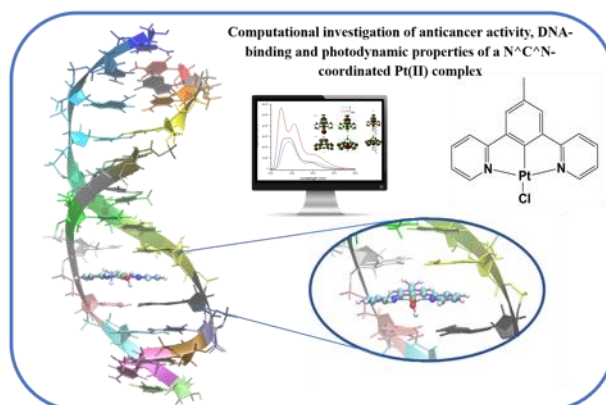 Computational investigation of anticancer activity, DNA-
binding and photodynamic properties of a N^C^N-
coordinated Pt(II) complex
N
Pt
N
Cl